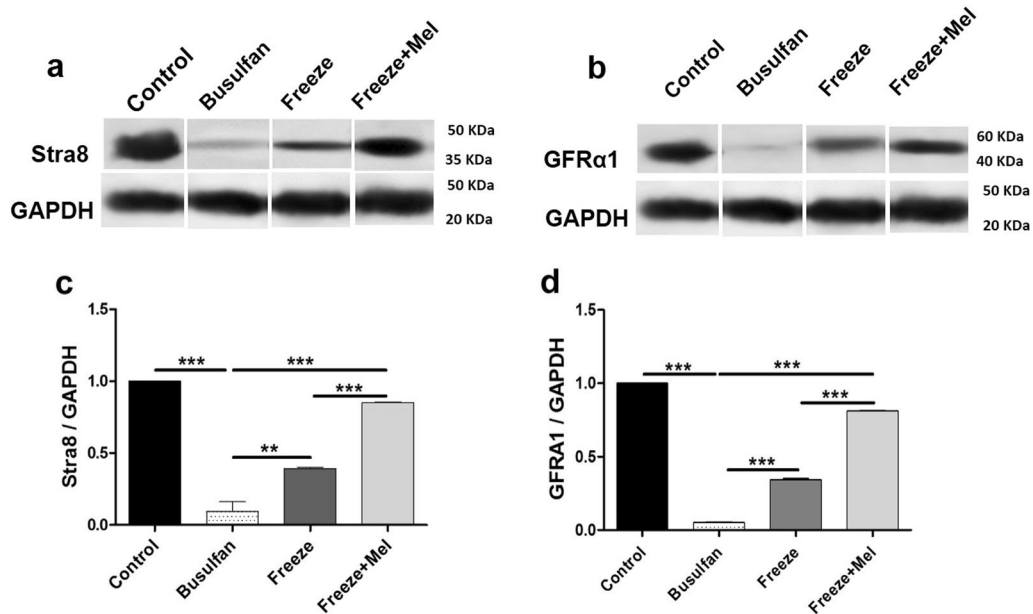 a
Control
Busulfan
Freeze
Freeze+Mel
Stra8
50 KDa
35 KDa
GAPDH
50 KDa
20 KDa
b
Control
Busulfan
Freeze
Freeze+Mel
GFRα1
60 KDa
40 KDa
GAPDH
50 KDa
20 KDa
c
Stra8 / GAPDH
1.5
1.0
0.5
0.0
***
***
***
**
Control
Busulfan
Freeze
Freeze+Mel
d
GFRA1 / GAPDH
1.5
1.0
0.5
0.0
***
***
***
***
Control
Busulfan
Freeze
Freeze+Mel